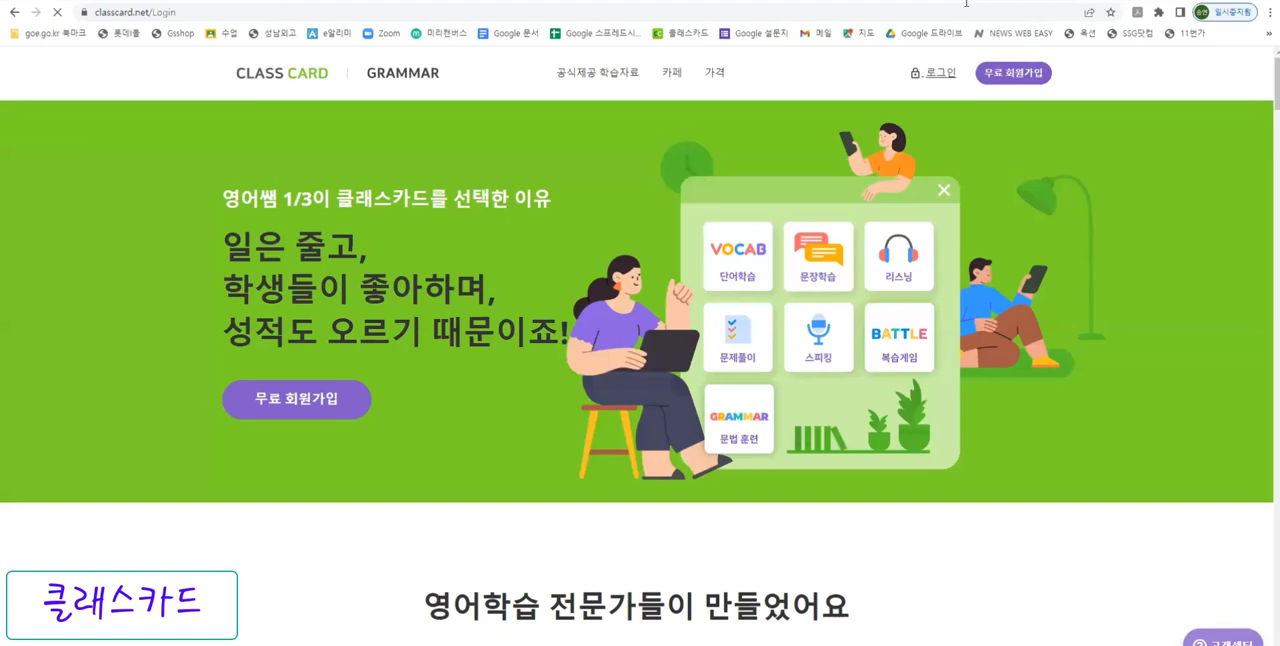 classcard.net/Login
승연 일시중지됨
goe.go.kr 북마크 롯데i몰 Gsshop 수업 성남외고 e알리미 Zoom 미리캔버스 Google 문서 Google 스프레드시... 클래스카드 Google 설문지 메일 지도 Google 드라이브 NEWS WEB EASY 옥션 SSG닷컴 11번가 »
CLASS CARD | GRAMMAR 공식제공 학습자료 카페 가격 로그인 무료 회원가입
영어쌤 1/3이 클래스카드를 선택한 이유
일은 줄고,
학생들이 좋아하며,
성적도 오르기 때문이죠!
무료 회원가입
VOCAB
단어학습
문장학습
리스닝
문제풀이
스피킹
BATTLE
복습게임
GRAMMAR
문법 훈련
클래스카드
영어학습 전문가들이 만들었어요
고객센터